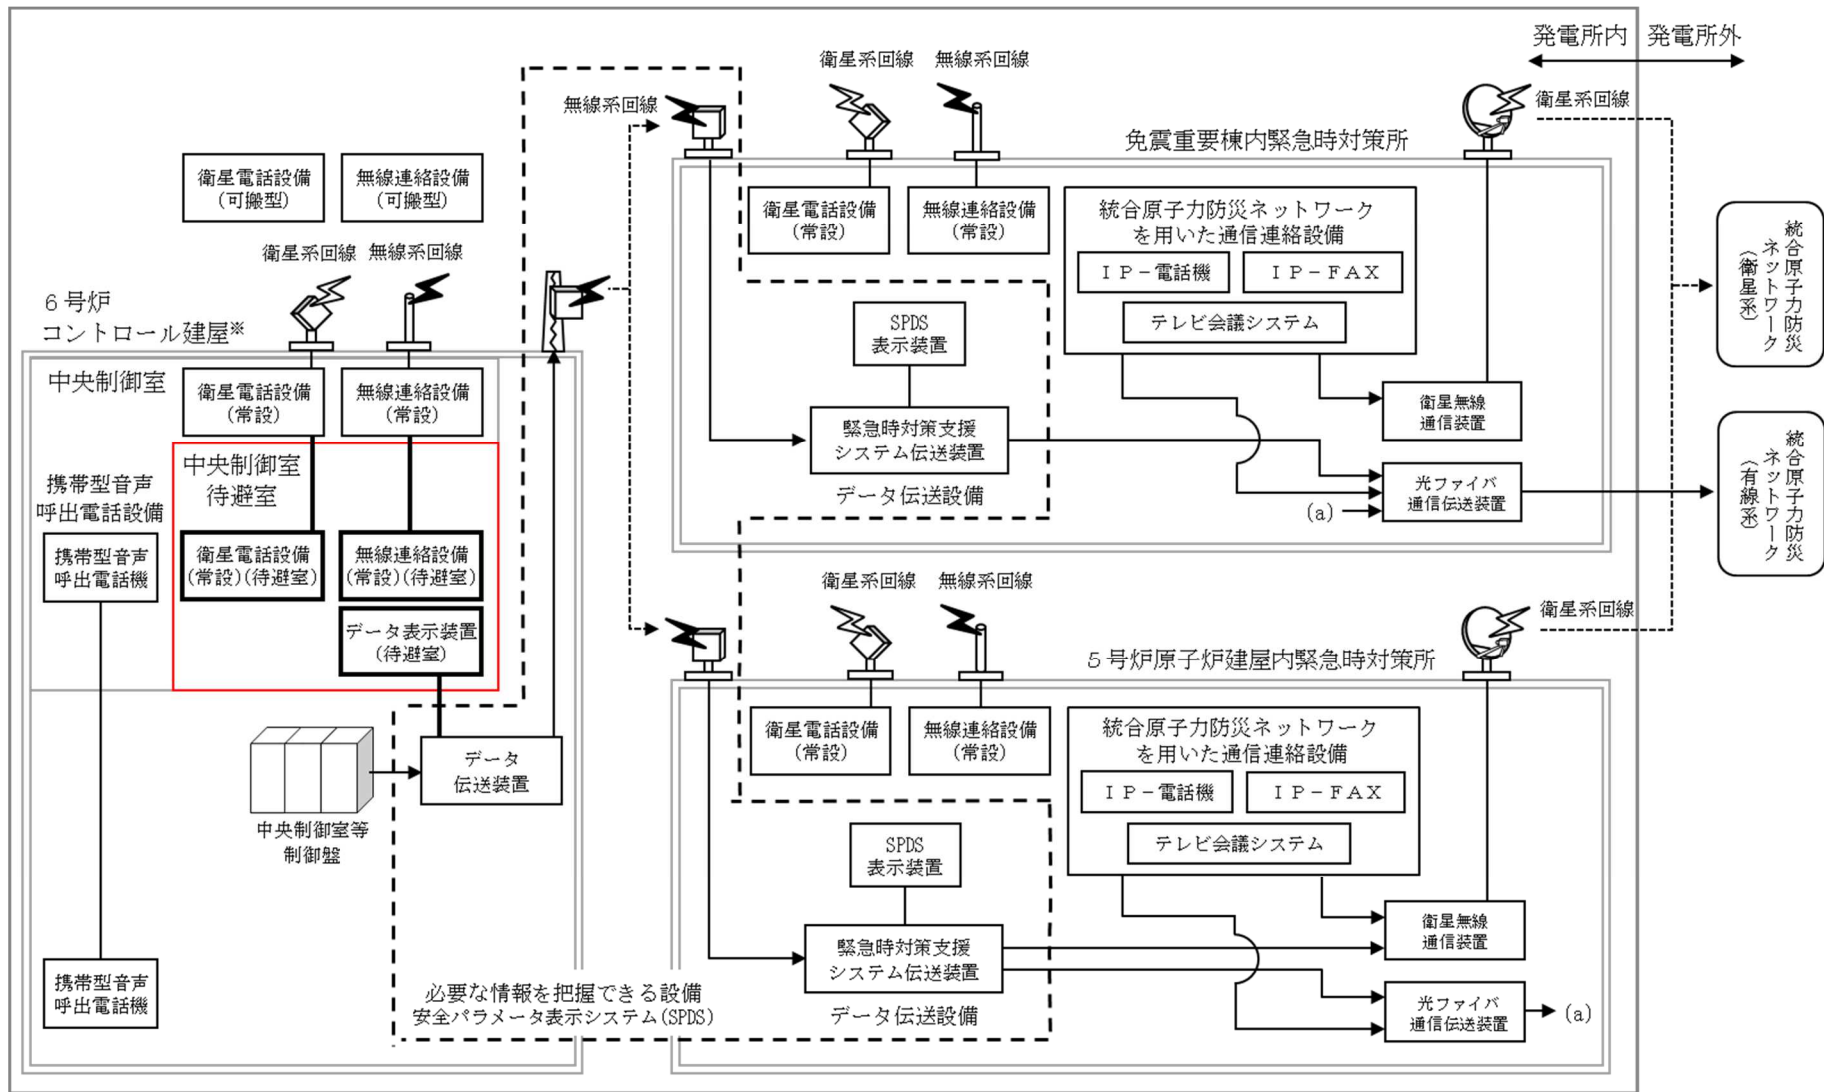 発電所内
発電所外
衛星系回線
無線系回線
無線系回線
衛星系回線
免震重要棟内緊急時対策所
衛星電話設備
(可搬型)
無線連絡設備
(可搬型)
衛星系回線
無線系回線
6号炉
コントロール建屋※
中央制御室
衛星電話設備
(常設)
無線連絡設備
(常設)
中央制御室
待避室
携帯型音声
呼出電話設備
携帯型音声
呼出電話機
衛星電話設備
(常設)(待避室)
無線連絡設備
(常設)(待避室)
データ表示装置
(待避室)
データ
伝送装置
中央制御室等
制御盤
携帯型音声
呼出電話機
必要な情報を把握できる設備
安全パラメータ表示システム(SPDS)
衛星電話設備
(常設)
無線連絡設備
(常設)
統合原子力防災ネットワーク
を用いた通信連絡設備
IP-電話機
IP-FAX
テレビ会議システム
SPDS
表示装置
緊急時対策支援
システム伝送装置
データ伝送設備
衛星無線
通信装置
光ファイバ
通信伝送装置
(a)
統合原子力防災
ネットワーク
(衛星系)
統合原子力防災
ネットワーク
(有線系)
衛星系回線
無線系回線
衛星系回線
5号炉原子炉建屋内緊急時対策所
衛星電話設備
(常設)
無線連絡設備
(常設)
統合原子力防災ネットワーク
を用いた通信連絡設備
IP-電話機
IP-FAX
テレビ会議システム
SPDS
表示装置
緊急時対策支援
システム伝送装置
データ伝送設備
衛星無線
通信装置
光ファイバ
通信伝送装置
(a)